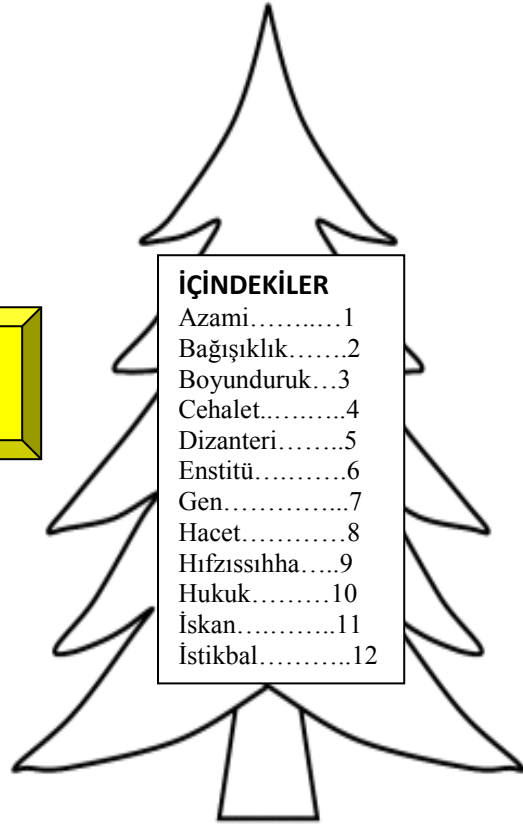 İÇİNDEKİLER
Azami……..…1
Bağışıklık…….2
Boyunduruk…3
Cehalet..…..…..4
Dizanteri……..5
Enstitü………..6
Gen…………...7
Hacet…………8
Hıfzıssıhha…..9
Hukuk………10
İskan….……..11
İstikbal………..12